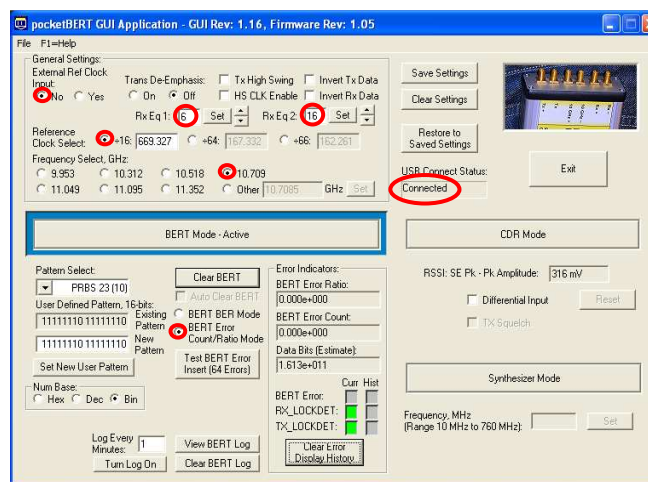 pocketBERT GUI Application - GUI Rev: 1.16, Firmware Rev: 1.05
File F1=Help
General Settings:
External Ref Clock Input:
No Yes
Trans De-Emphasis:
On Off
Tx High Swing
Invert Tx Data
HS CLK Enable
Invert Rx Data
Rx Eq 1: 6 Set
Rx Eq 2: 16 Set
Reference Clock Select:
÷16: 669.327
÷64: 167.332
÷66: 162.261
Frequency Select, GHz:
9.953 10.312 10.518 10.709
11.049 11.095 11.352 Other 10.7085 GHz Set
Save Settings
Clear Settings
Restore to Saved Settings
USB Connect Status:
Connected
Exit
BERT Mode - Active
CDR Mode
Pattern Select:
PRBS 23 (10)
User Defined Pattern, 16-bits:
11111110 11111110 Existing Pattern
11111110 11111110 New Pattern
Set New User Pattern
Num Base:
Hex Dec Bin
Clear BERT
Auto Clear BERT
BERT BER Mode
BERT Error Count/Ratio Mode
Test BERT Error Insert (64 Errors)
Log Every Minutes: 1
Turn Log On
View BERT Log
Clear BERT Log
Error Indicators:
BERT Error Ratio:
0.000e+000
BERT Error Count:
0.000e+000
Data Bits (Estimate):
1.613e+011
Curr Hist
BERT Error:
RX_LOCKDET:
TX_LOCKDET:
Clear Error Display History
RSSI: SE Pk - Pk Amplitude: 316 mV
Differential Input
Reset
TX Squelch
Synthesizer Mode
Frequency, MHz
(Range 10 MHz to 760 MHz):
Set